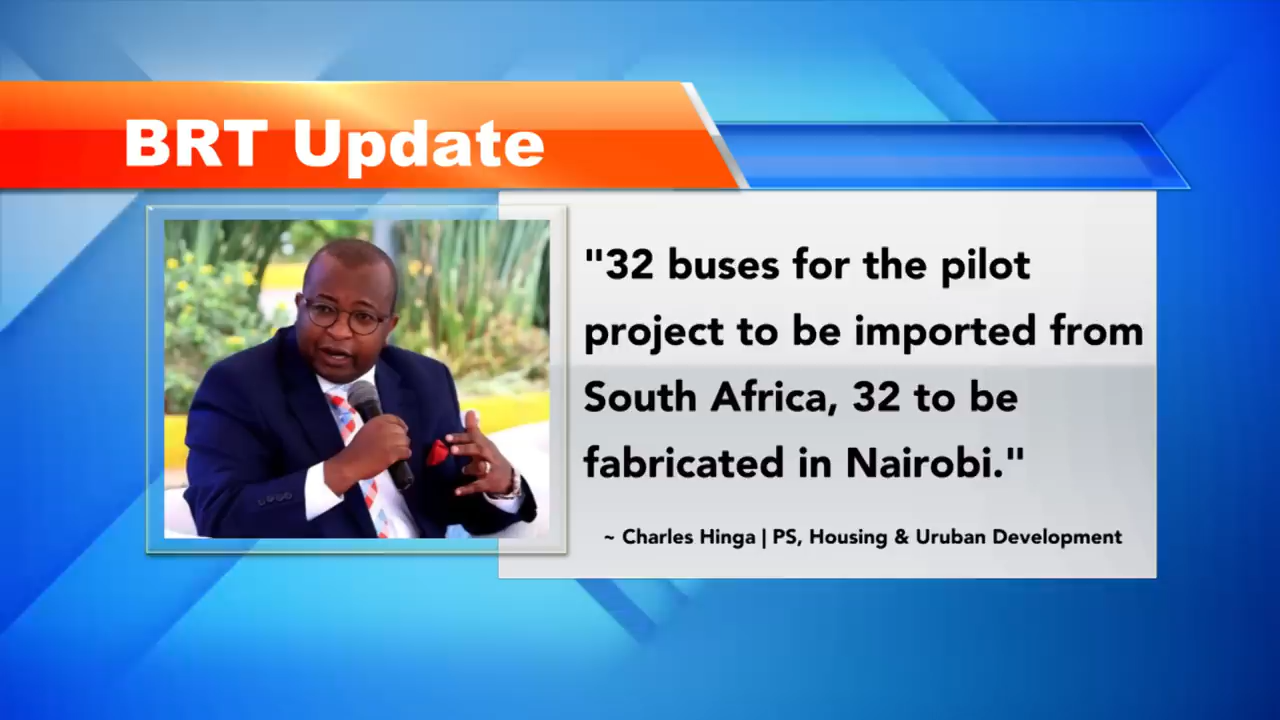 BRT Update
"32 buses for the pilot
project to be imported from
South Africa, 32 to be
fabricated in Nairobi."
~ Charles Hinga | PS, Housing & Uruban Development